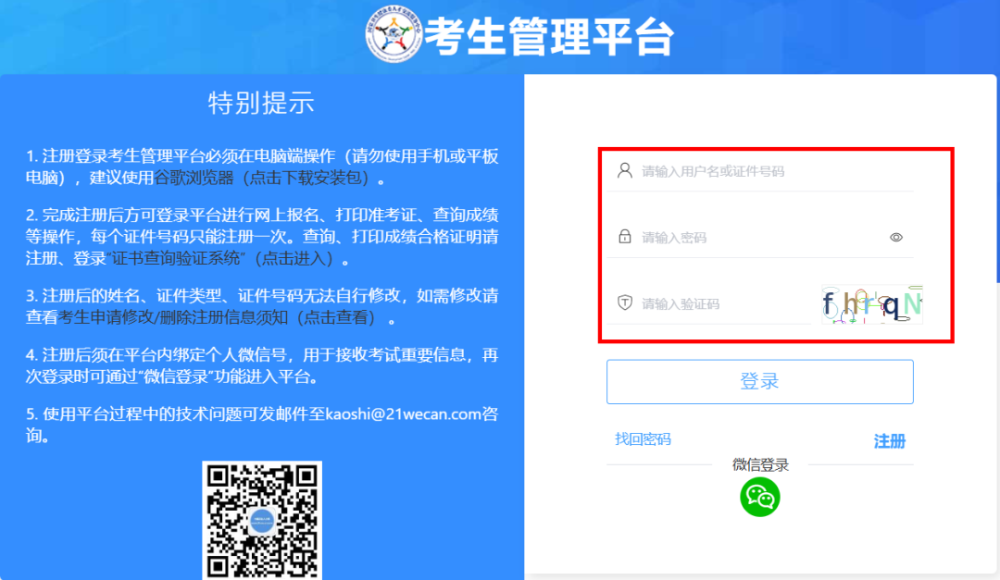 考生管理平台
特别提示
1. 注册登录考生管理平台必须在电脑端操作（请勿使用手机或平板
电脑），建议使用谷歌浏览器（点击下载安装包）。
2. 完成注册后方可登录平台进行网上报名、打印准考证、查询成绩
等操作，每个证件号码只能注册一次。查询、打印成绩合格证明请
注册、登录“证书查询验证系统”（点击进入）。
3. 注册后的姓名、证件类型、证件号码无法自行修改，如需修改请
查看考生申请修改/删除注册信息须知（点击查看）。
4. 注册后须在平台内绑定个人微信号，用于接收考试重要信息，再
次登录时可通过“微信登录”功能进入平台。
5. 使用平台过程中的技术问题可发邮件至kaoshi@21wecan.com咨
询。
请输入用户名或证件号码
请输入密码
请输入验证码
fhrqN
登录
找回密码
注册
微信登录